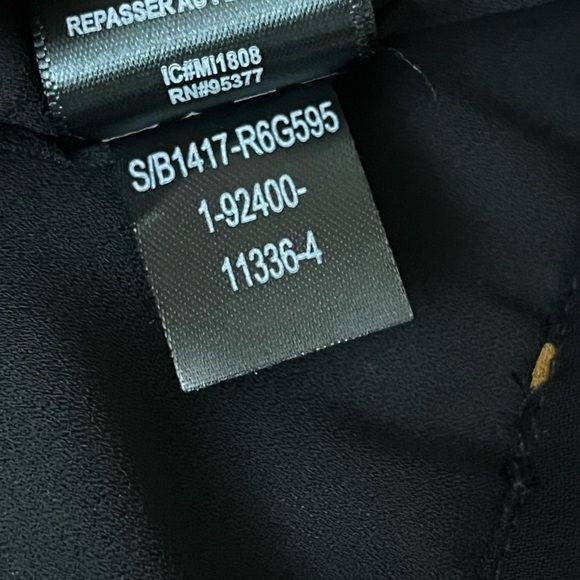 REPASSER AU
IC#MI1808
RN#95377
S/B1417-R6G595
1-92400-
11336-4